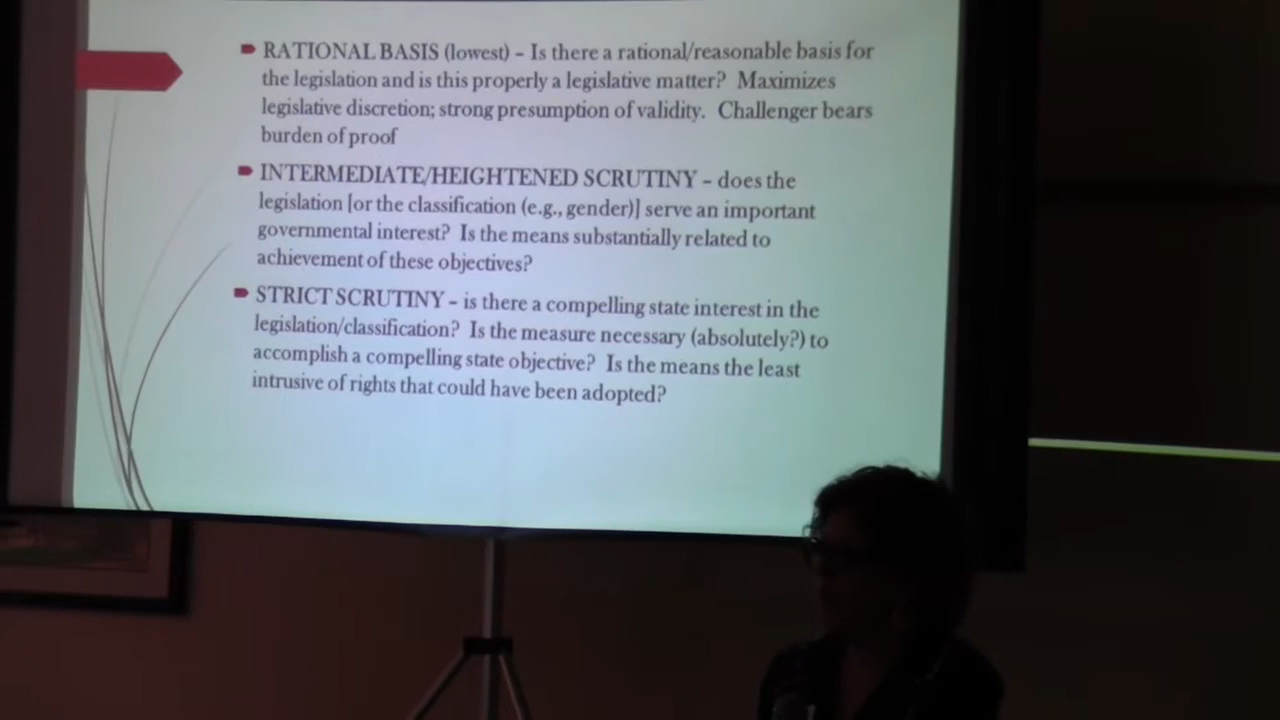 RATIONAL BASIS (lowest) – Is there a rational/reasonable basis for
the legislation and is this properly a legislative matter?  Maximizes
legislative discretion; strong presumption of validity.  Challenger bears
burden of proof
INTERMEDIATE/HEIGHTENED SCRUTINY – does the
legislation [or the classification (e.g., gender)] serve an important
governmental interest?  Is the means substantially related to
achievement of these objectives?
STRICT SCRUTINY – is there a compelling state interest in the
legislation/classification?  Is the measure necessary (absolutely?) to
accomplish a compelling state objective?  Is the means the least
intrusive of rights that could have been adopted?